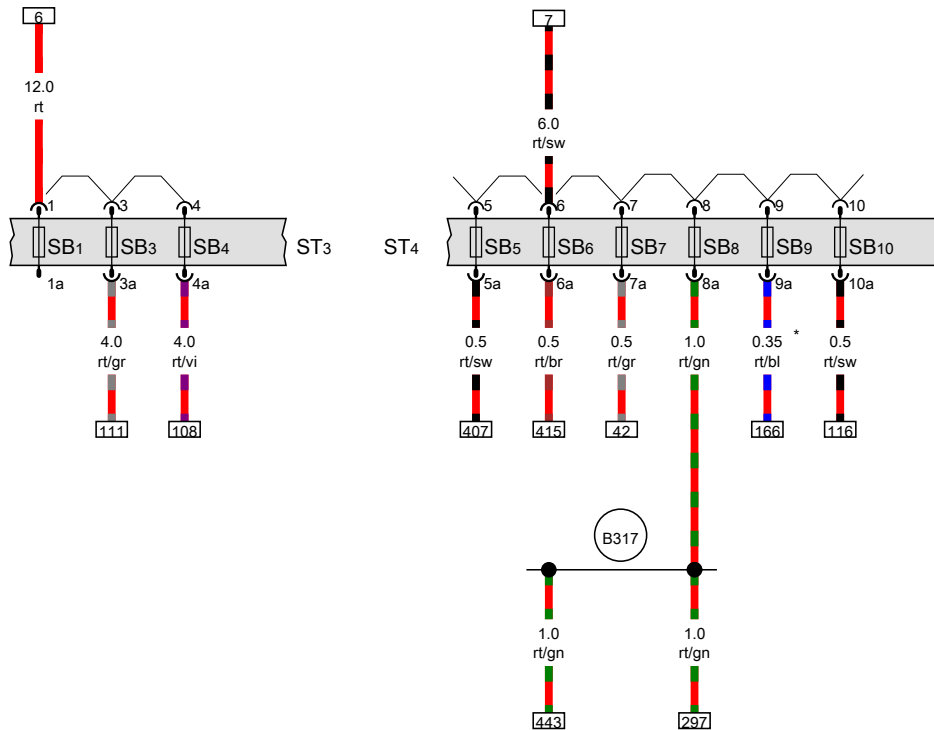 6
7
12.0
rt
6.0
rt/sw
1
3
4
5
6
7
8
9
10
SB1
SB3
SB4
ST3
ST4
SB5
SB6
SB7
SB8
SB9
SB10
1a
3a
4a
5a
6a
7a
8a
9a
10a
4.0
rt/gr
4.0
rt/vi
0.5
rt/sw
0.5
rt/br
0.5
rt/gr
1.0
rt/gn
0.35 *
rt/bl
0.5
rt/sw
111
108
407
415
42
166
116
B317
1.0
rt/gn
1.0
rt/gn
443
297